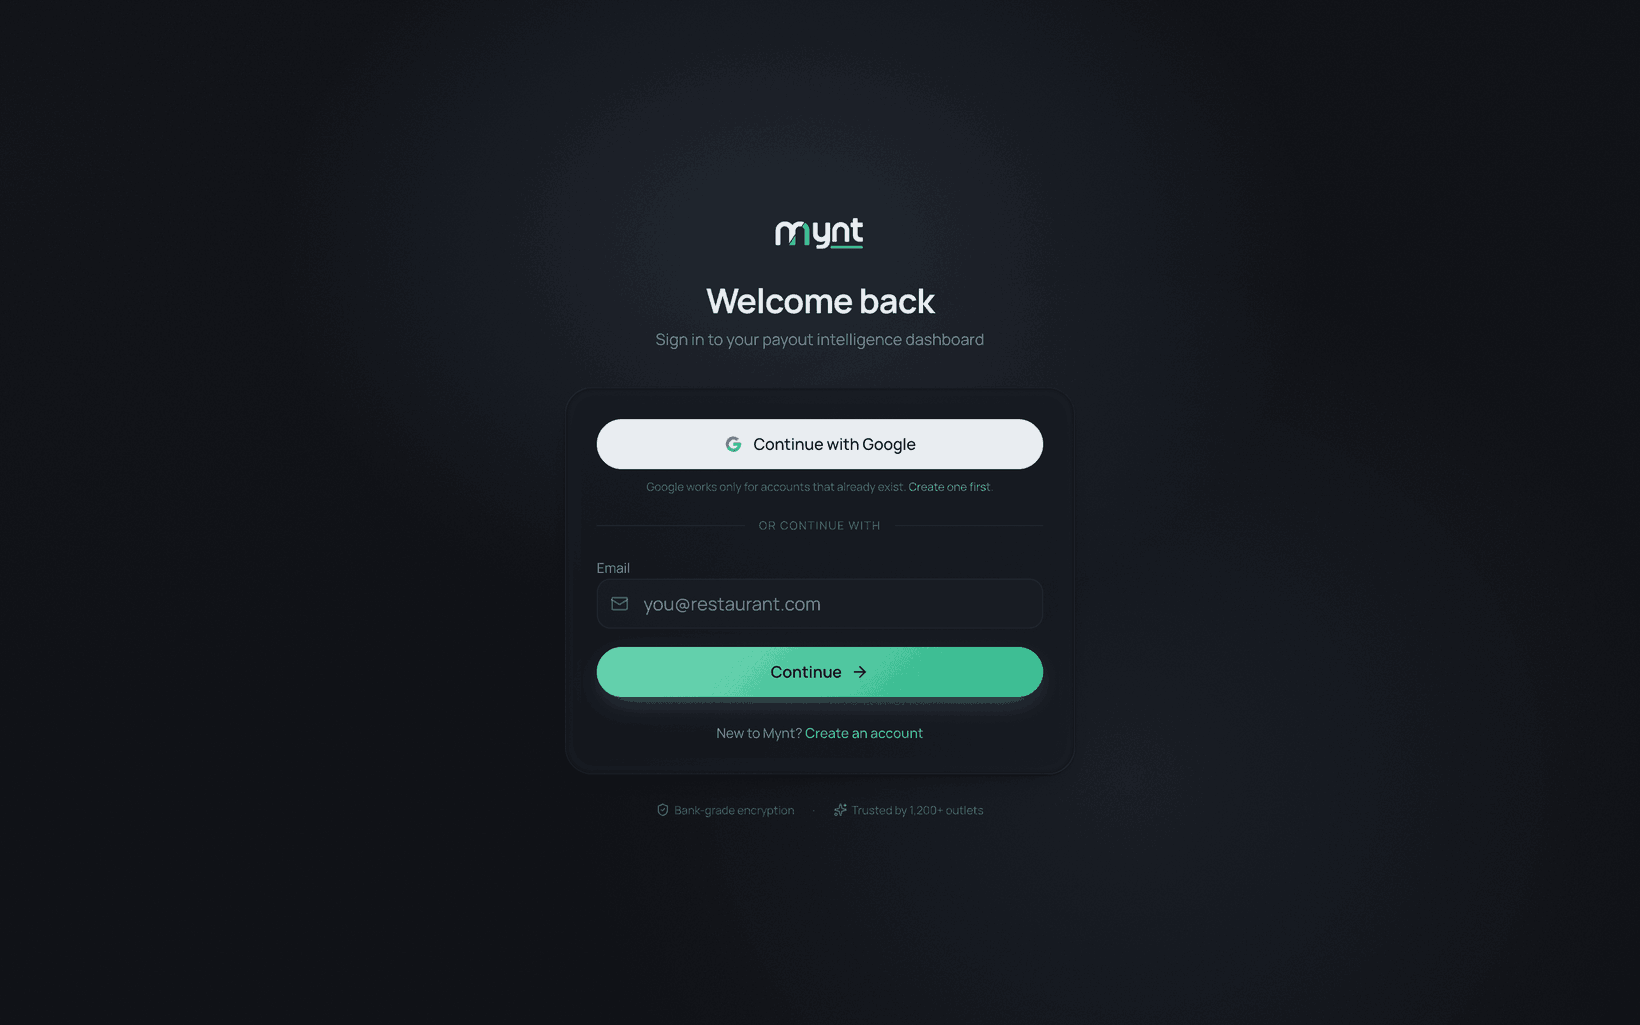 mynt
Welcome back
Sign in to your payout intelligence dashboard
Continue with Google
Google works only for accounts that already exist. Create one first.
OR CONTINUE WITH
Email
you@restaurant.com
Continue →
New to Mynt? Create an account
Bank-grade encryption · Trusted by 1,200+ outlets